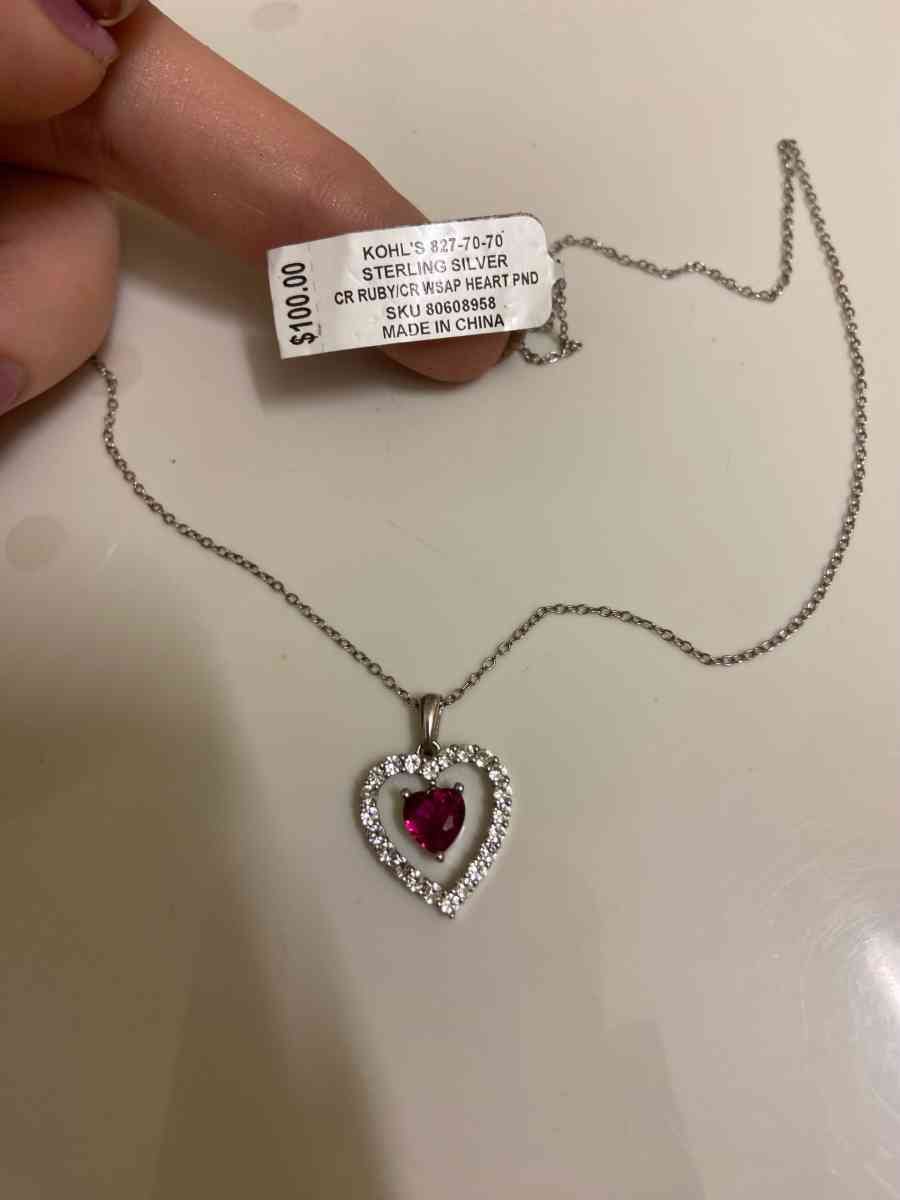 $100.00
KOHL'S 827-70-70
STERLING SILVER
CR RUBY/CR WSAP HEART PND
SKU 80608958
MADE IN CHINA